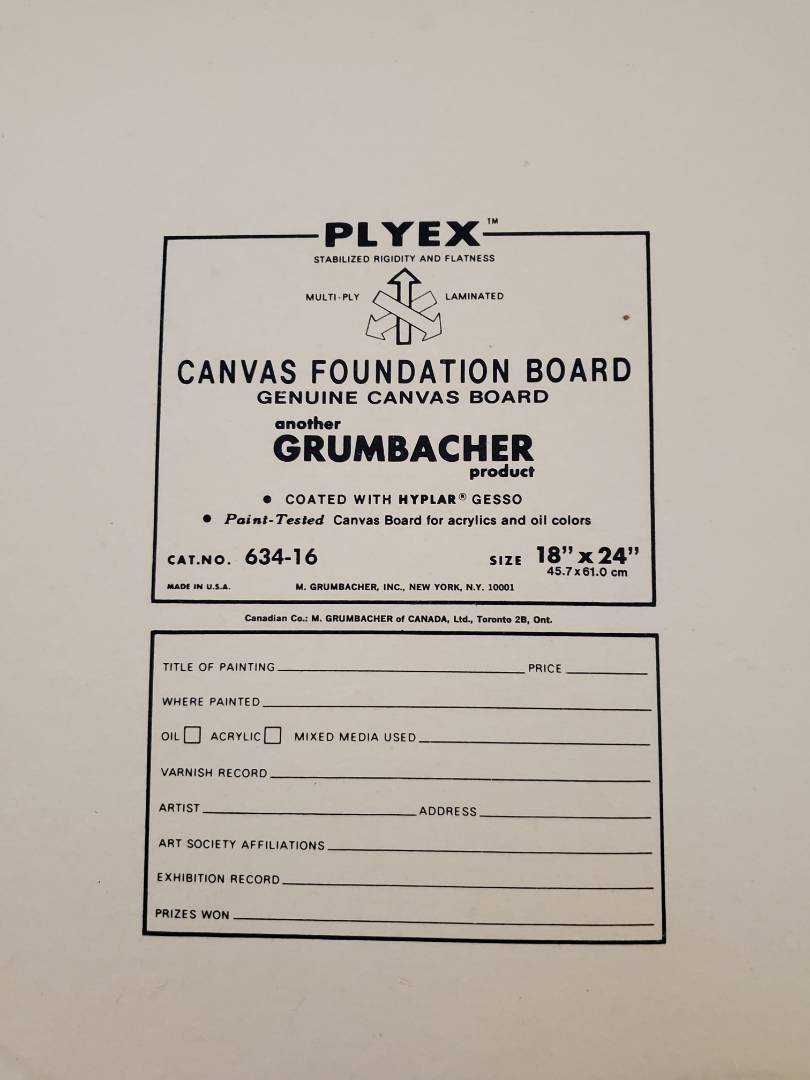 PLYEX™
STABILIZED RIGIDITY AND FLATNESS
MULTI-PLY LAMINATED
CANVAS FOUNDATION BOARD
GENUINE CANVAS BOARD
another
GRUMBACHER
product
• COATED WITH HYPLAR® GESSO
• Paint-Tested Canvas Board for acrylics and oil colors
CAT.NO. 634-16 SIZE 18” x 24”
45.7x61.0 cm
MADE IN U.S.A. M. GRUMBACHER, INC., NEW YORK, N.Y. 10001
Canadian Co.: M. GRUMBACHER of CANADA, Ltd., Toronto 2B, Ont.
TITLE OF PAINTING PRICE
WHERE PAINTED
OIL ACRYLIC MIXED MEDIA USED
VARNISH RECORD
ARTIST ADDRESS
ART SOCIETY AFFILIATIONS
EXHIBITION RECORD
PRIZES WON